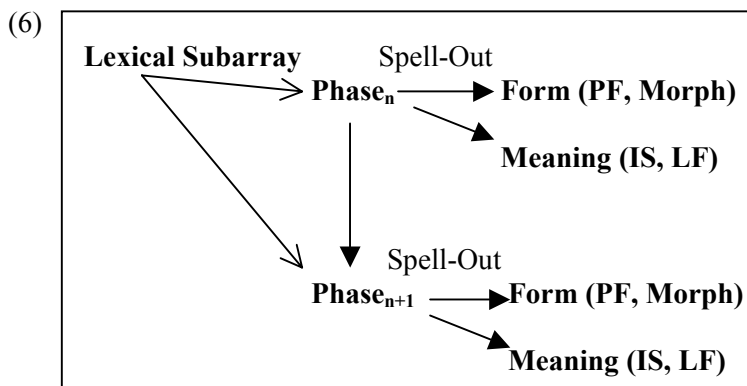 (6)
Lexical Subarray Spell-Out
Phaseₙ Form (PF, Morph)
Meaning (IS, LF)
Spell-Out
Phaseₙ₊₁ Form (PF, Morph)
Meaning (IS, LF)